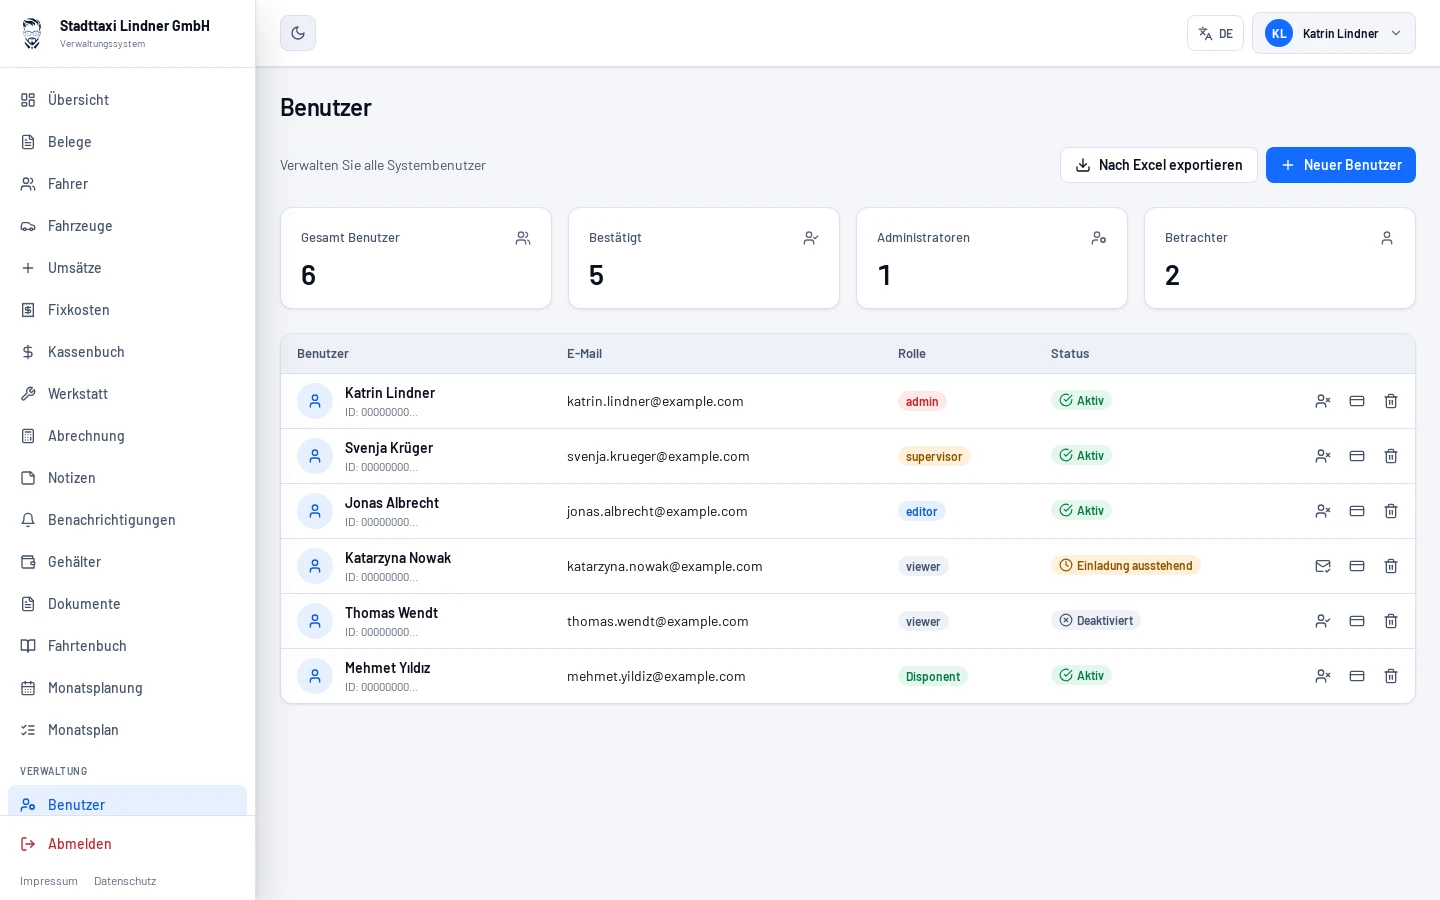 Stadttaxi Lindner GmbH
Verwaltungssystem
Übersicht
Belege
Fahrer
Fahrzeuge
Umsätze
Fixkosten
Kassenbuch
Werkstatt
Abrechnung
Notizen
Benachrichtigungen
Gehälter
Dokumente
Fahrtenbuch
Monatsplanung
Monatsplan
VERWALTUNG
Benutzer
Abmelden
Impressum Datenschutz
DE
KL Katrin Lindner
Benutzer
Verwalten Sie alle Systembenutzer
Nach Excel exportieren
Neuer Benutzer
Gesamt Benutzer
6
Bestätigt
5
Administratoren
1
Betrachter
2
Benutzer E-Mail Rolle Status
Katrin Lindner
ID: 00000000...
katrin.lindner@example.com admin Aktiv
Svenja Krüger
ID: 00000000...
svenja.krueger@example.com supervisor Aktiv
Jonas Albrecht
ID: 00000000...
jonas.albrecht@example.com editor Aktiv
Katarzyna Nowak
ID: 00000000...
katarzyna.nowak@example.com viewer Einladung ausstehend
Thomas Wendt
ID: 00000000...
thomas.wendt@example.com viewer Deaktiviert
Mehmet Yıldız
ID: 00000000...
mehmet.yildiz@example.com Disponent Aktiv